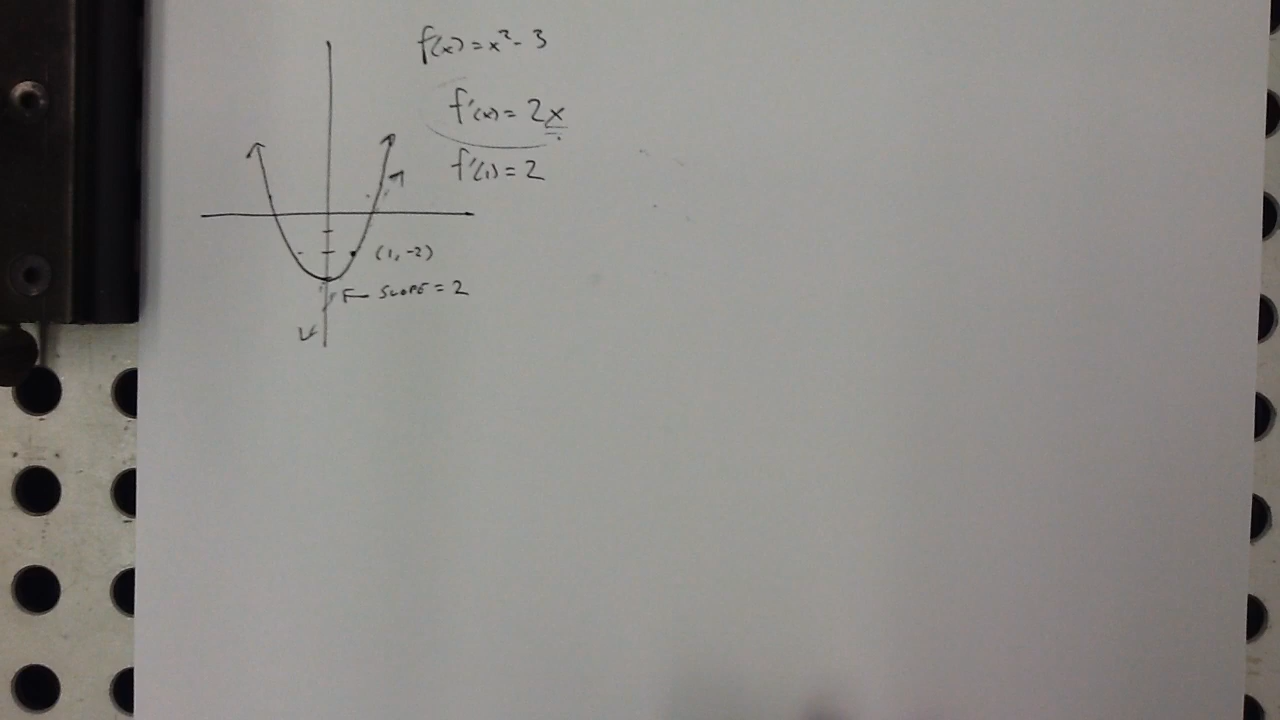 f(x) = x² - 3
f'(x) = 2x
f'(1) = 2
(1, -2)
SLOPE = 2